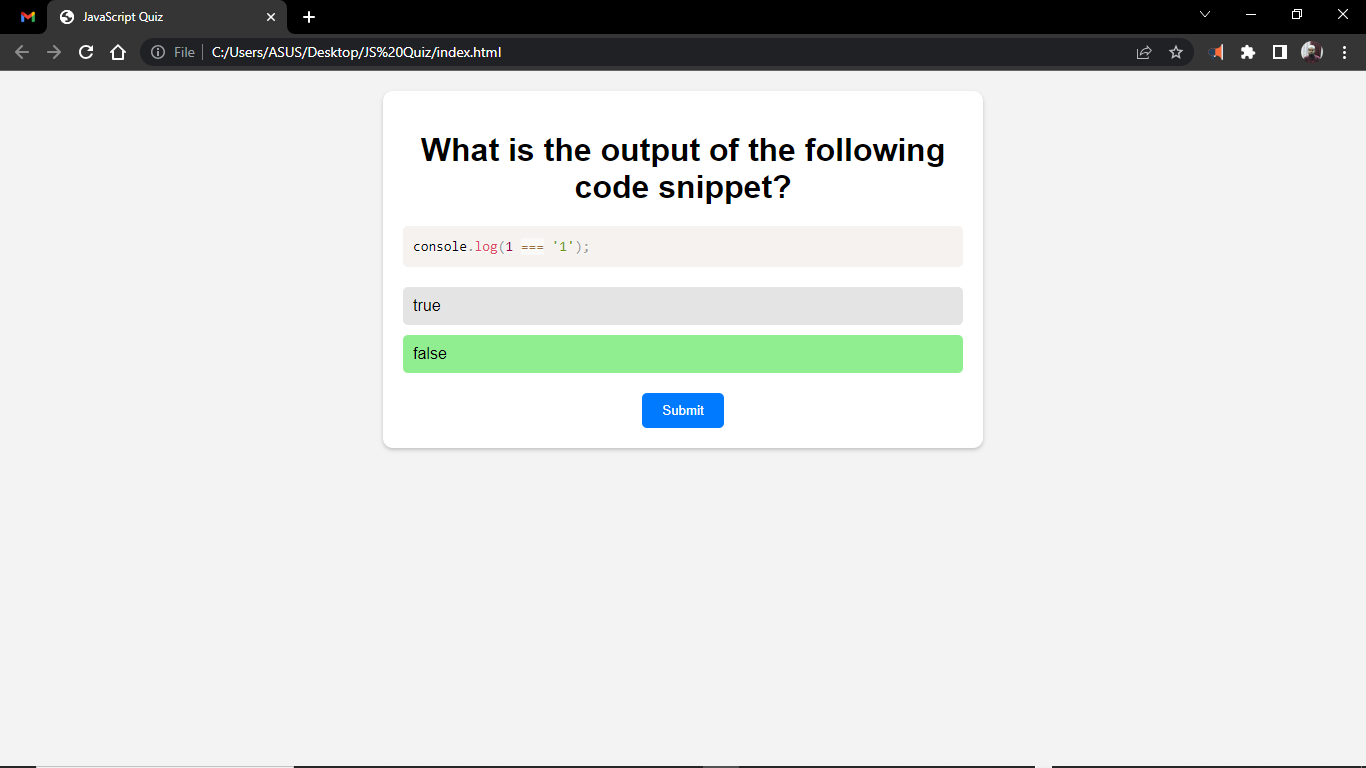 JavaScript Quiz
File
C:/Users/ASUS/Desktop/JS%20Quiz/index.html
What is the output of the following
code snippet?
console.log(1 === '1');
true
false
Submit